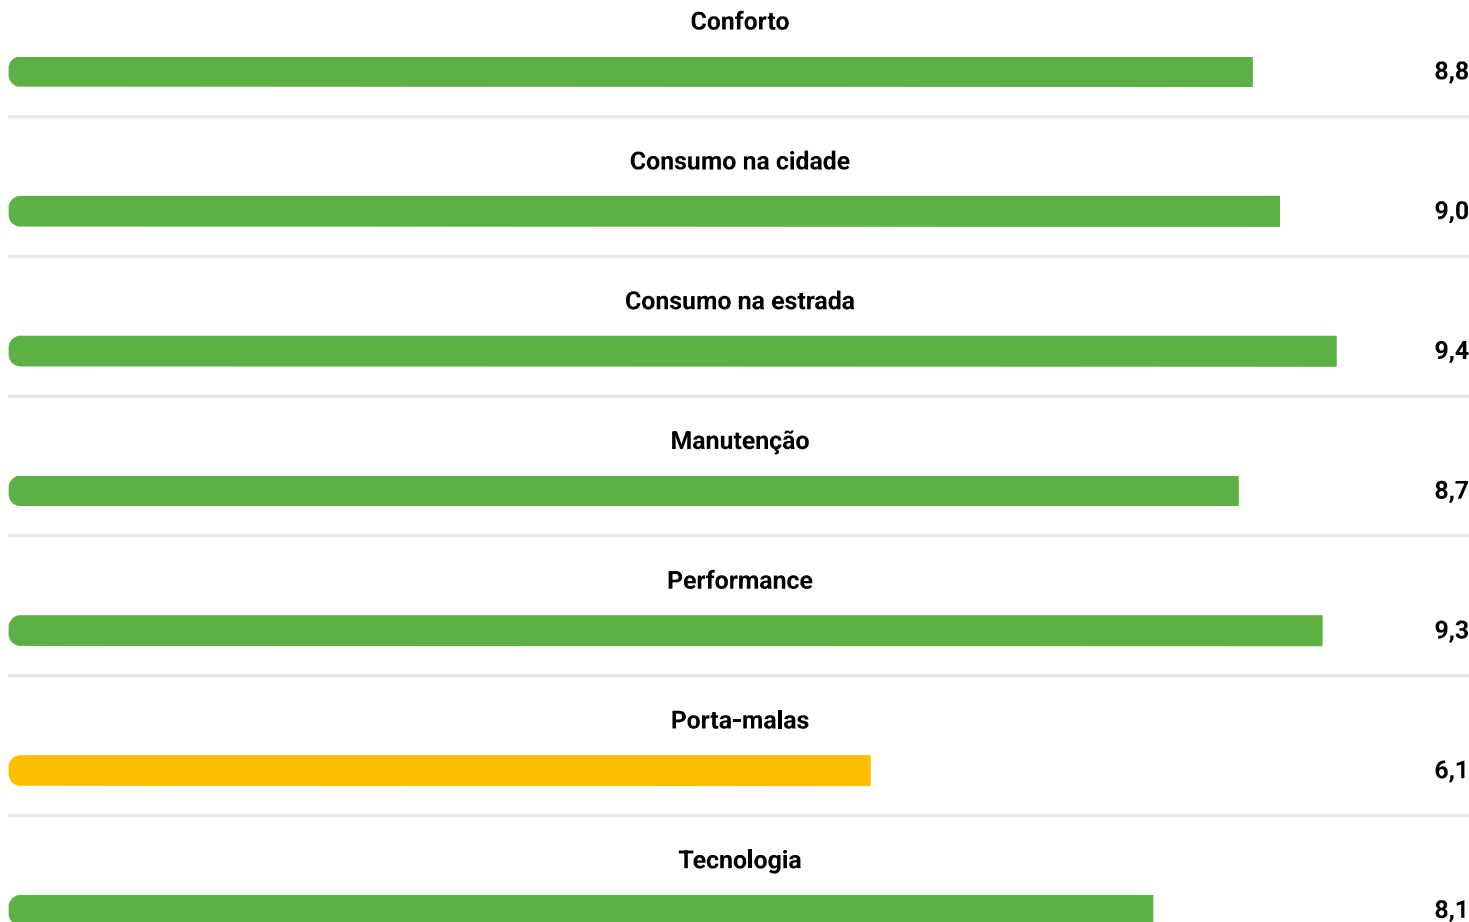 Conforto
8,8
Consumo na cidade
9,0
Consumo na estrada
9,4
Manutenção
8,7
Performance
9,3
Porta-malas
6,1
Tecnologia
8,1